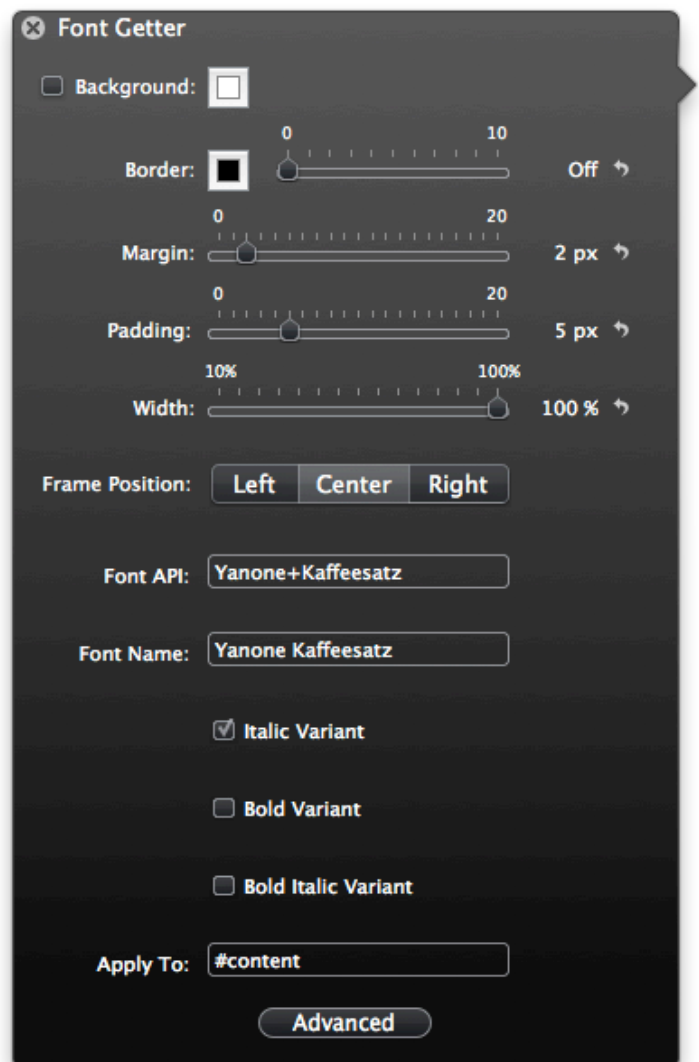 Font Getter
Background:
0 10
Border: Off
0 20
Margin: 2 px
0 20
Padding: 5 px
10% 100%
Width: 100 %
Frame Position: Left Center Right
Font API: Yanone+Kaffeesatz
Font Name: Yanone Kaffeesatz
Italic Variant
Bold Variant
Bold Italic Variant
Apply To: #content
Advanced